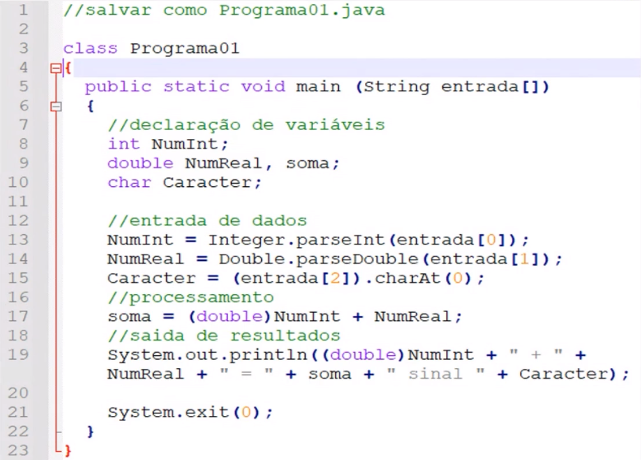 1 //salvar como Programa01.java
2
3 class Programa01
4 {
5 public static void main (String entrada[])
6 {
7 //declaração de variáveis
8 int NumInt;
9 double NumReal, soma;
10 char Caracter;
11
12 //entrada de dados
13 NumInt = Integer.parseInt(entrada[0]);
14 NumReal = Double.parseDouble(entrada[1]);
15 Caracter = (entrada[2]).charAt(0);
16 //processamento
17 soma = (double)NumInt + NumReal;
18 //saida de resultados
19 System.out.println((double)NumInt + " + " +
NumReal + " = " + soma + " sinal " + Caracter);
20
21 System.exit(0);
22 }
23 }